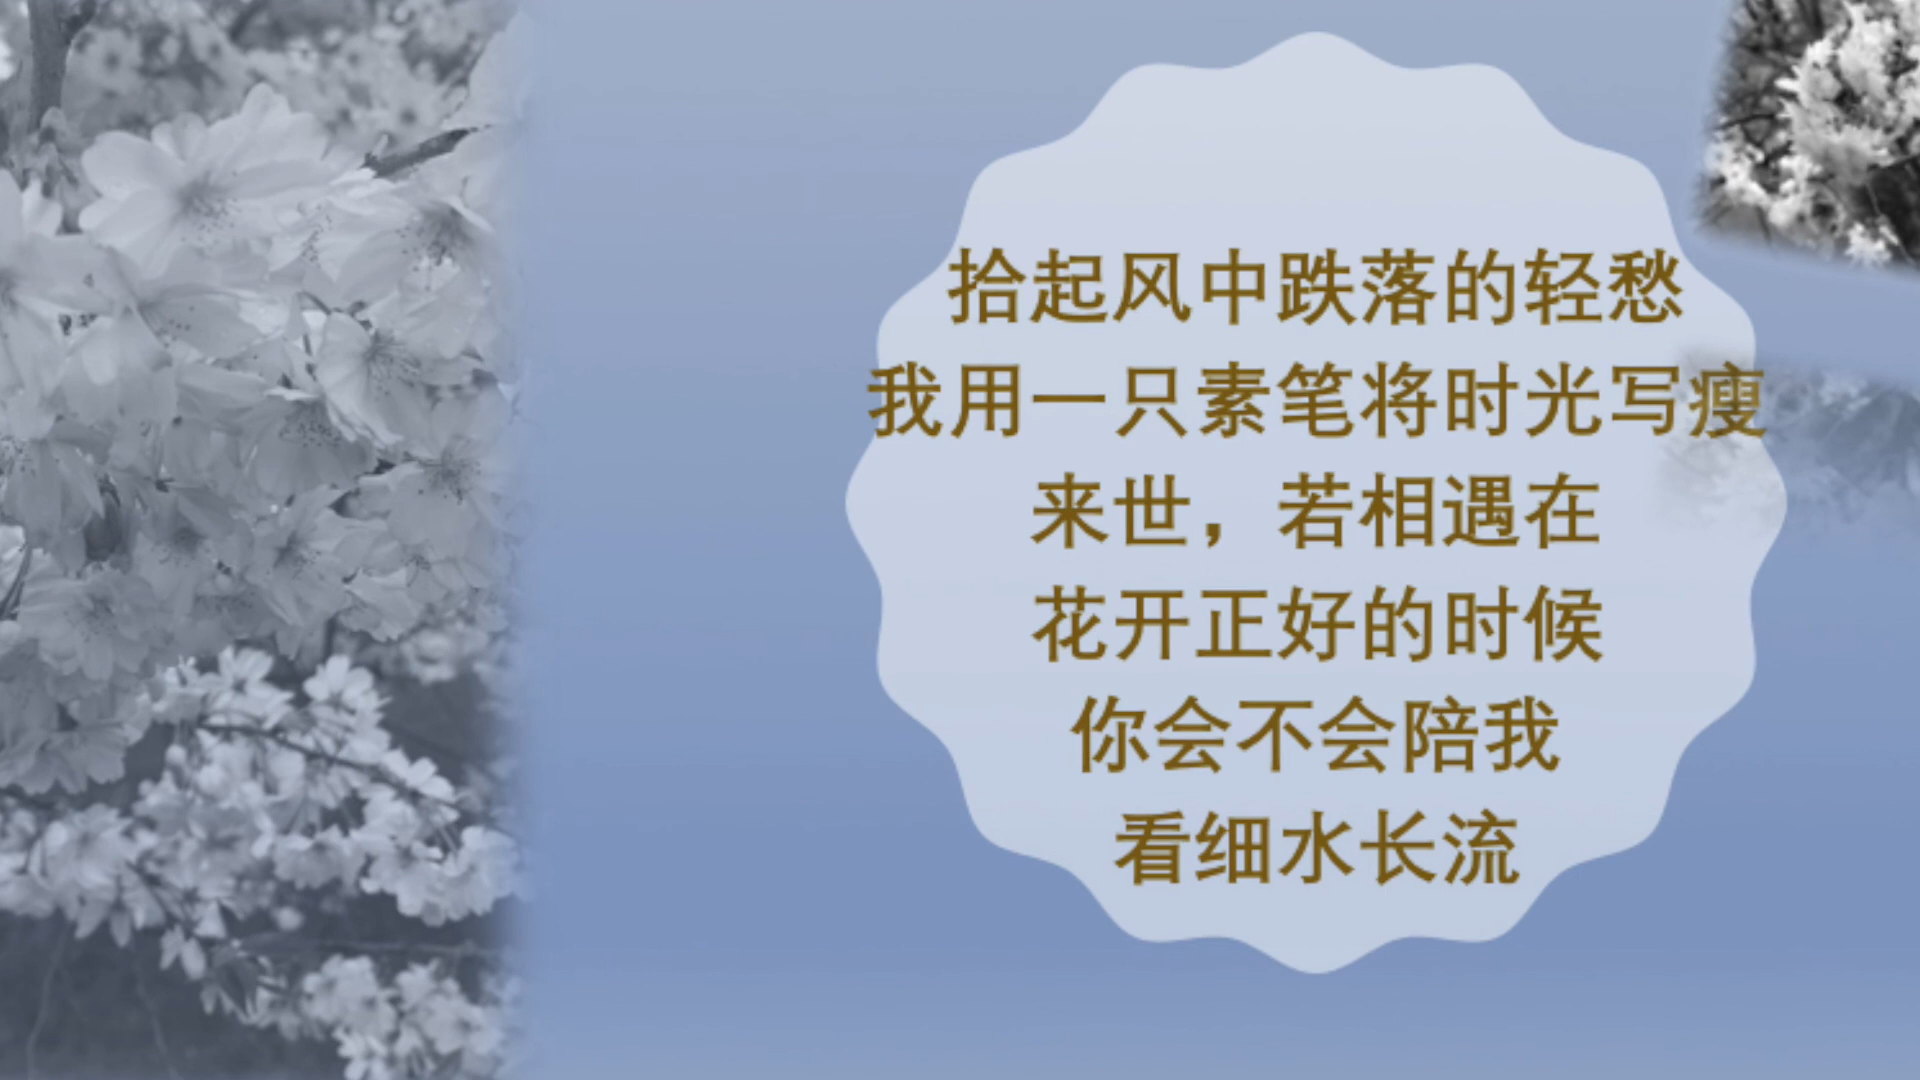 拾起风中跌落的轻愁
我用一只素笔将时光写瘦
来世，若相遇在
花开正好的时候
你会不会陪我
看细水长流